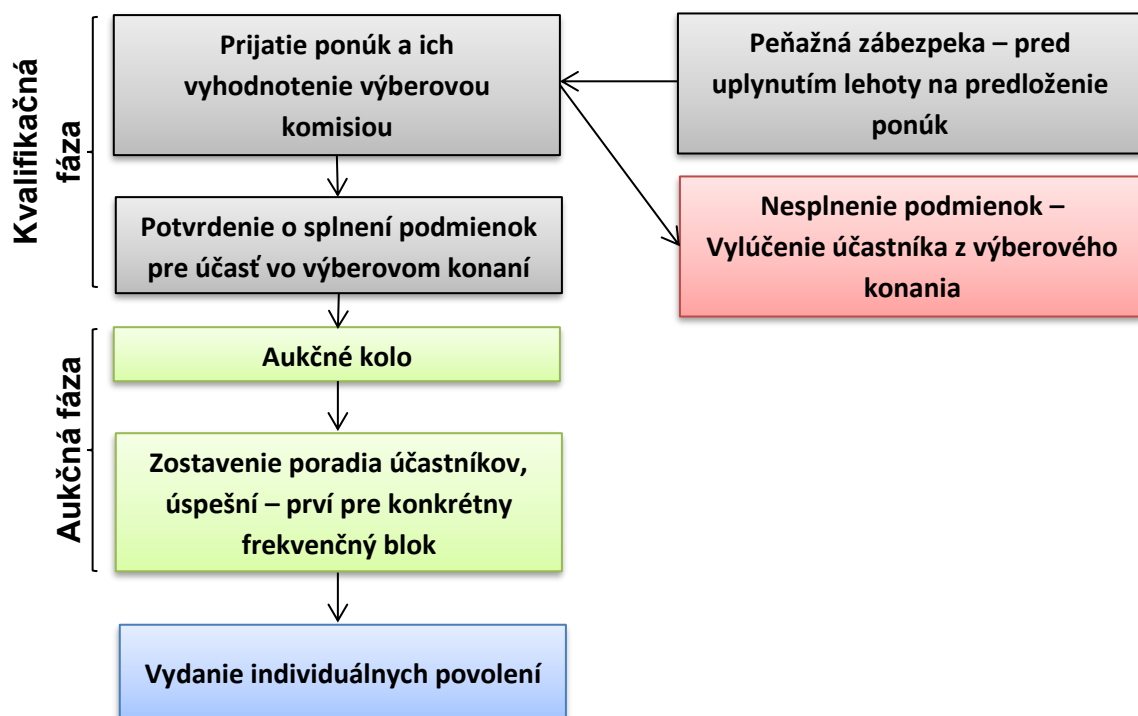 Kvalifikačná
fáza
Prijatie ponúk a ich
vyhodnotenie výberovou
komisiou
Peňažná zábezpeka – pred
uplynutím lehoty na predloženie
ponúk
Potvrdenie o splnení podmienok
pre účasť vo výberovom konaní
Nesplnenie podmienok –
Vylúčenie účastníka z výberového
konania
Aukčná fáza
Aukčné kolo
Zostavenie poradia účastníkov,
úspešní – prví pre konkrétny
frekvenčný blok
Vydanie individuálnych povolení